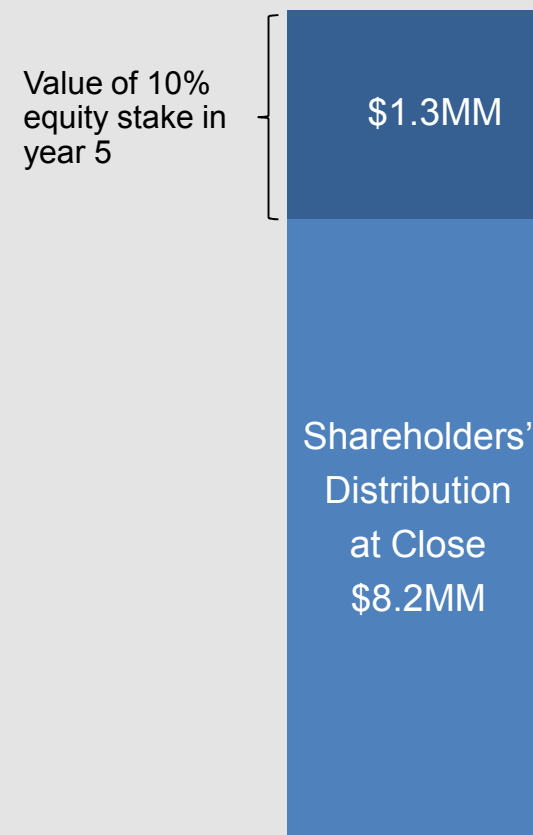 Value of 10%
equity stake in
year 5
$1.3MM
Shareholders’
Distribution
at Close
$8.2MM